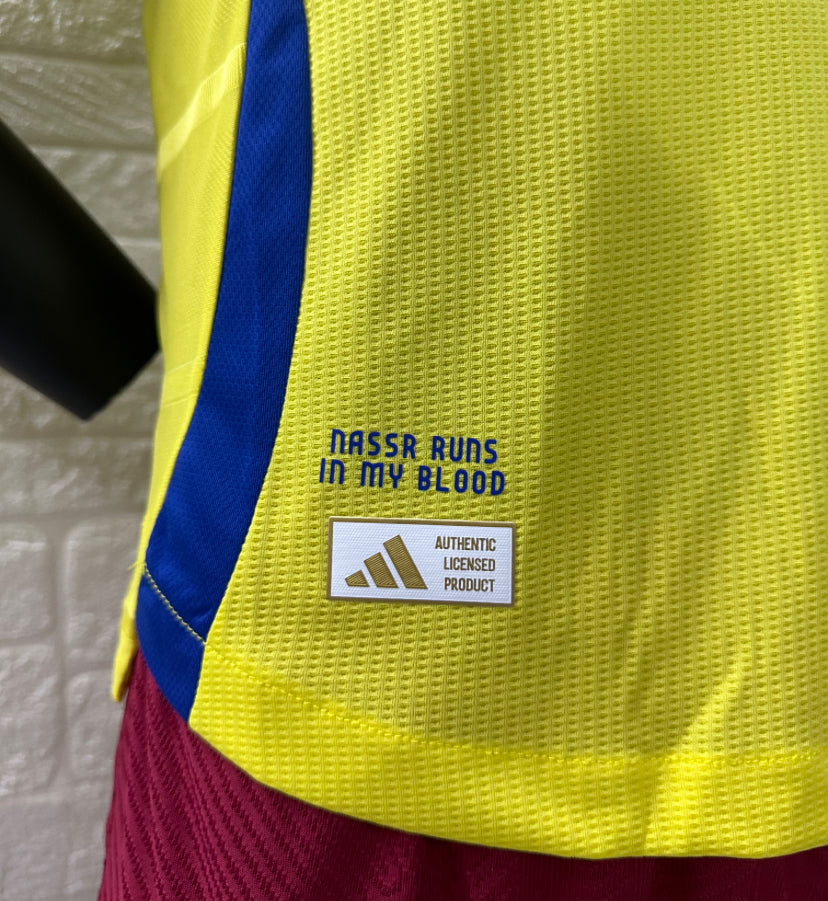 NASSR RUNS
IN MY BLOOD
AUTHENTIC
LICENSED
PRODUCT